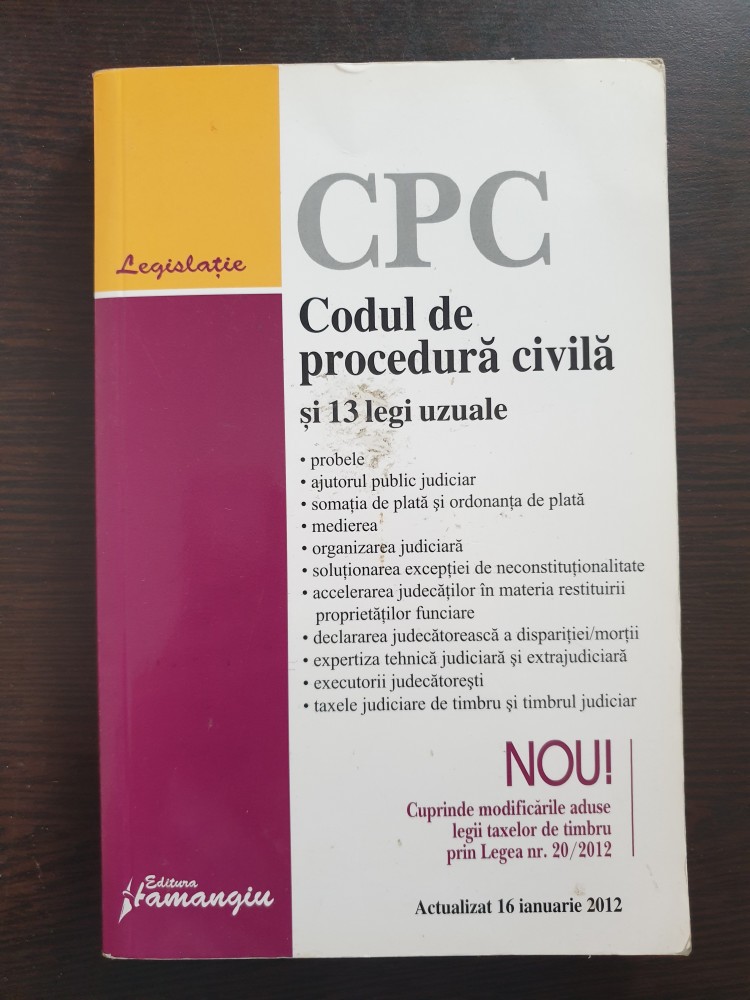 Legislație
CPC
Codul de
procedură civilă
și 13 legi uzuale
• probele
• ajutorul public judiciar
• somația de plată și ordonanța de plată
• medierea
• organizarea judiciară
• soluționarea excepției de neconstituționalitate
• accelerarea judecăților în materia restituirii
proprietăților funciare
• declararea judecătorească a dispariției/morții
• expertiza tehnică judiciară și extrajudiciară
• executorii judecătorești
• taxele judiciare de timbru și timbrul judiciar
NOU!
Cuprinde modificările aduse
legii taxelor de timbru
prin Legea nr. 20/2012
Editura
Hamangiu
Actualizat 16 ianuarie 2012